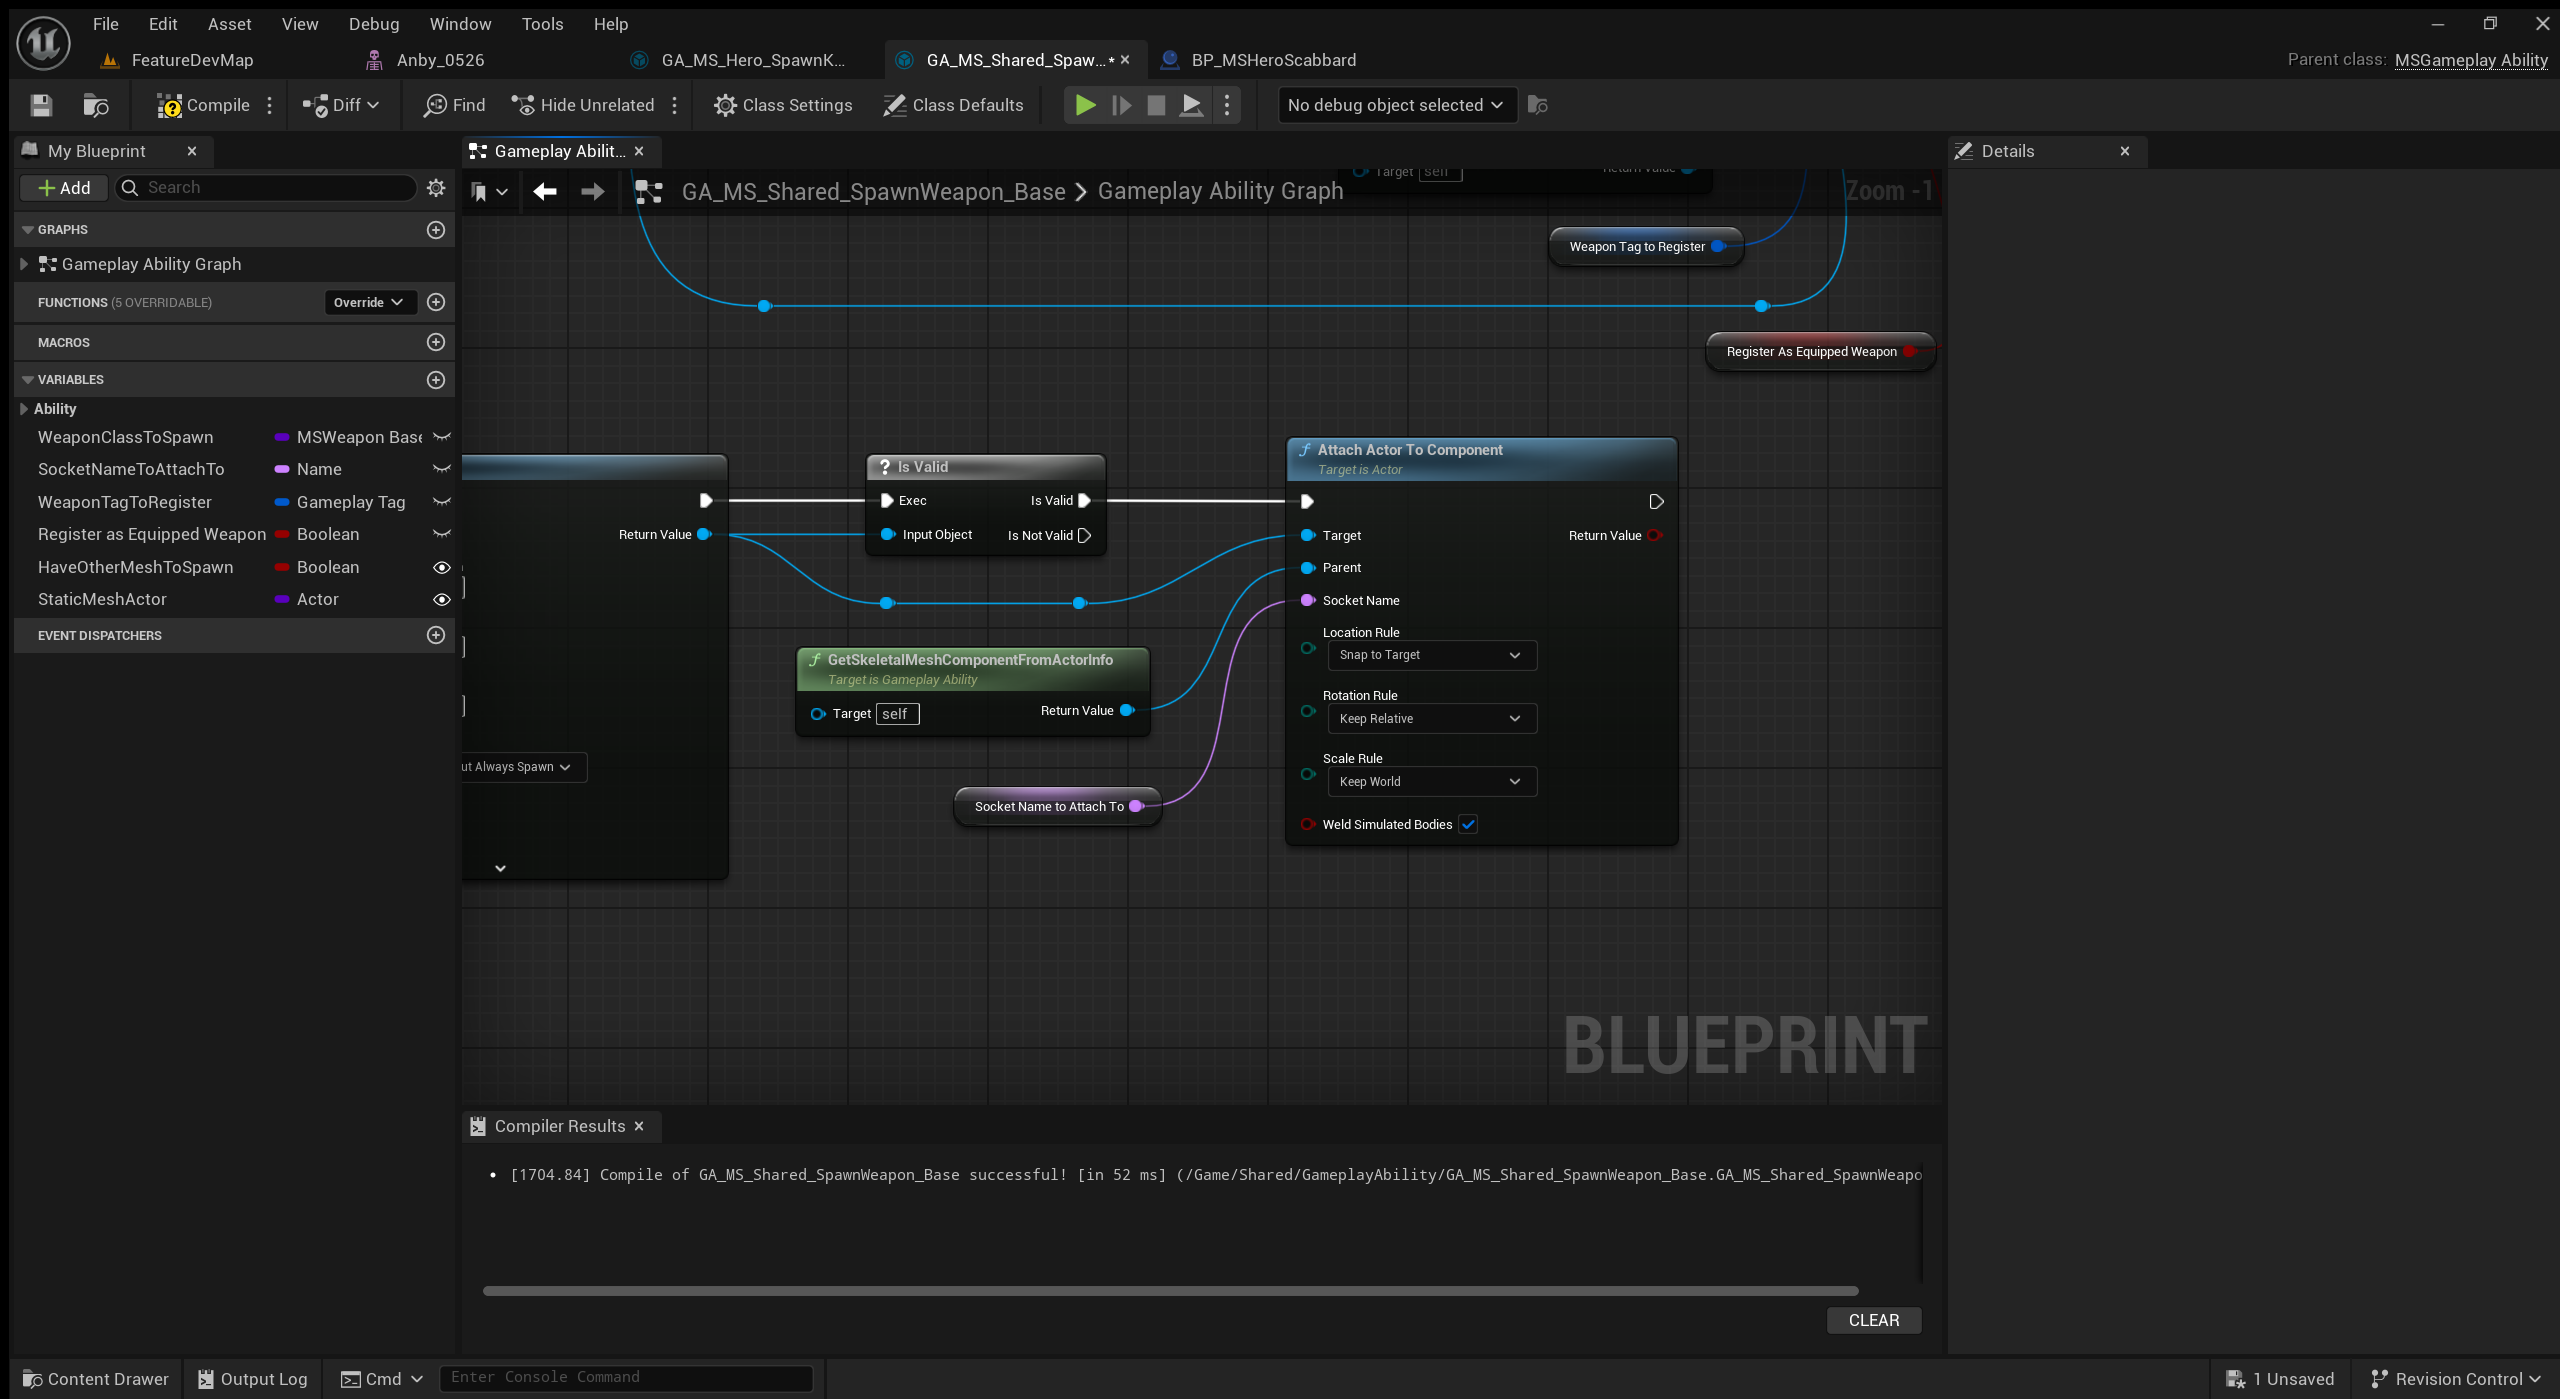 File Edit Asset View Debug Window Tools Help
FeatureDevMap Anby_0526 GA_MS_Hero_SpawnK... GA_MS_Shared_Spaw...* BP_MSHeroScabbard Parent class: MSGameplay Ability
Compile Diff Find Hide Unrelated Class Settings Class Defaults No debug object selected
My Blueprint
Add Search
GRAPHS
Gameplay Ability Graph
FUNCTIONS (5 OVERRIDABLE) Override
MACROS
VARIABLES
Ability
WeaponClassToSpawn MSWeapon Base
SocketNameToAttachTo Name
WeaponTagToRegister Gameplay Tag
Register as Equipped Weapon Boolean
HaveOtherMeshToSpawn Boolean
StaticMeshActor Actor
EVENT DISPATCHERS
Gameplay Abilit...
GA_MS_Shared_SpawnWeapon_Base > Gameplay Ability Graph
Target self Return Value
Zoom -1
Weapon Tag to Register
Register As Equipped Weapon
Return Value
ut Always Spawn
? Is Valid
Exec Is Valid
Input Object Is Not Valid
f GetSkeletalMeshComponentFromActorInfo
Target is Gameplay Ability
Target self Return Value
Socket Name to Attach To
f Attach Actor To Component
Target is Actor
Target Return Value
Parent
Socket Name
Location Rule
Snap to Target
Rotation Rule
Keep Relative
Scale Rule
Keep World
Weld Simulated Bodies
BLUEPRINT
Details
Compiler Results
[1704.84] Compile of GA_MS_Shared_SpawnWeapon_Base successful! [in 52 ms] (/Game/Shared/GameplayAbility/GA_MS_Shared_SpawnWeapon_Base.GA_MS_Shared_SpawnWeapo
CLEAR
Content Drawer Output Log Cmd Enter Console Command 1 Unsaved Revision Control